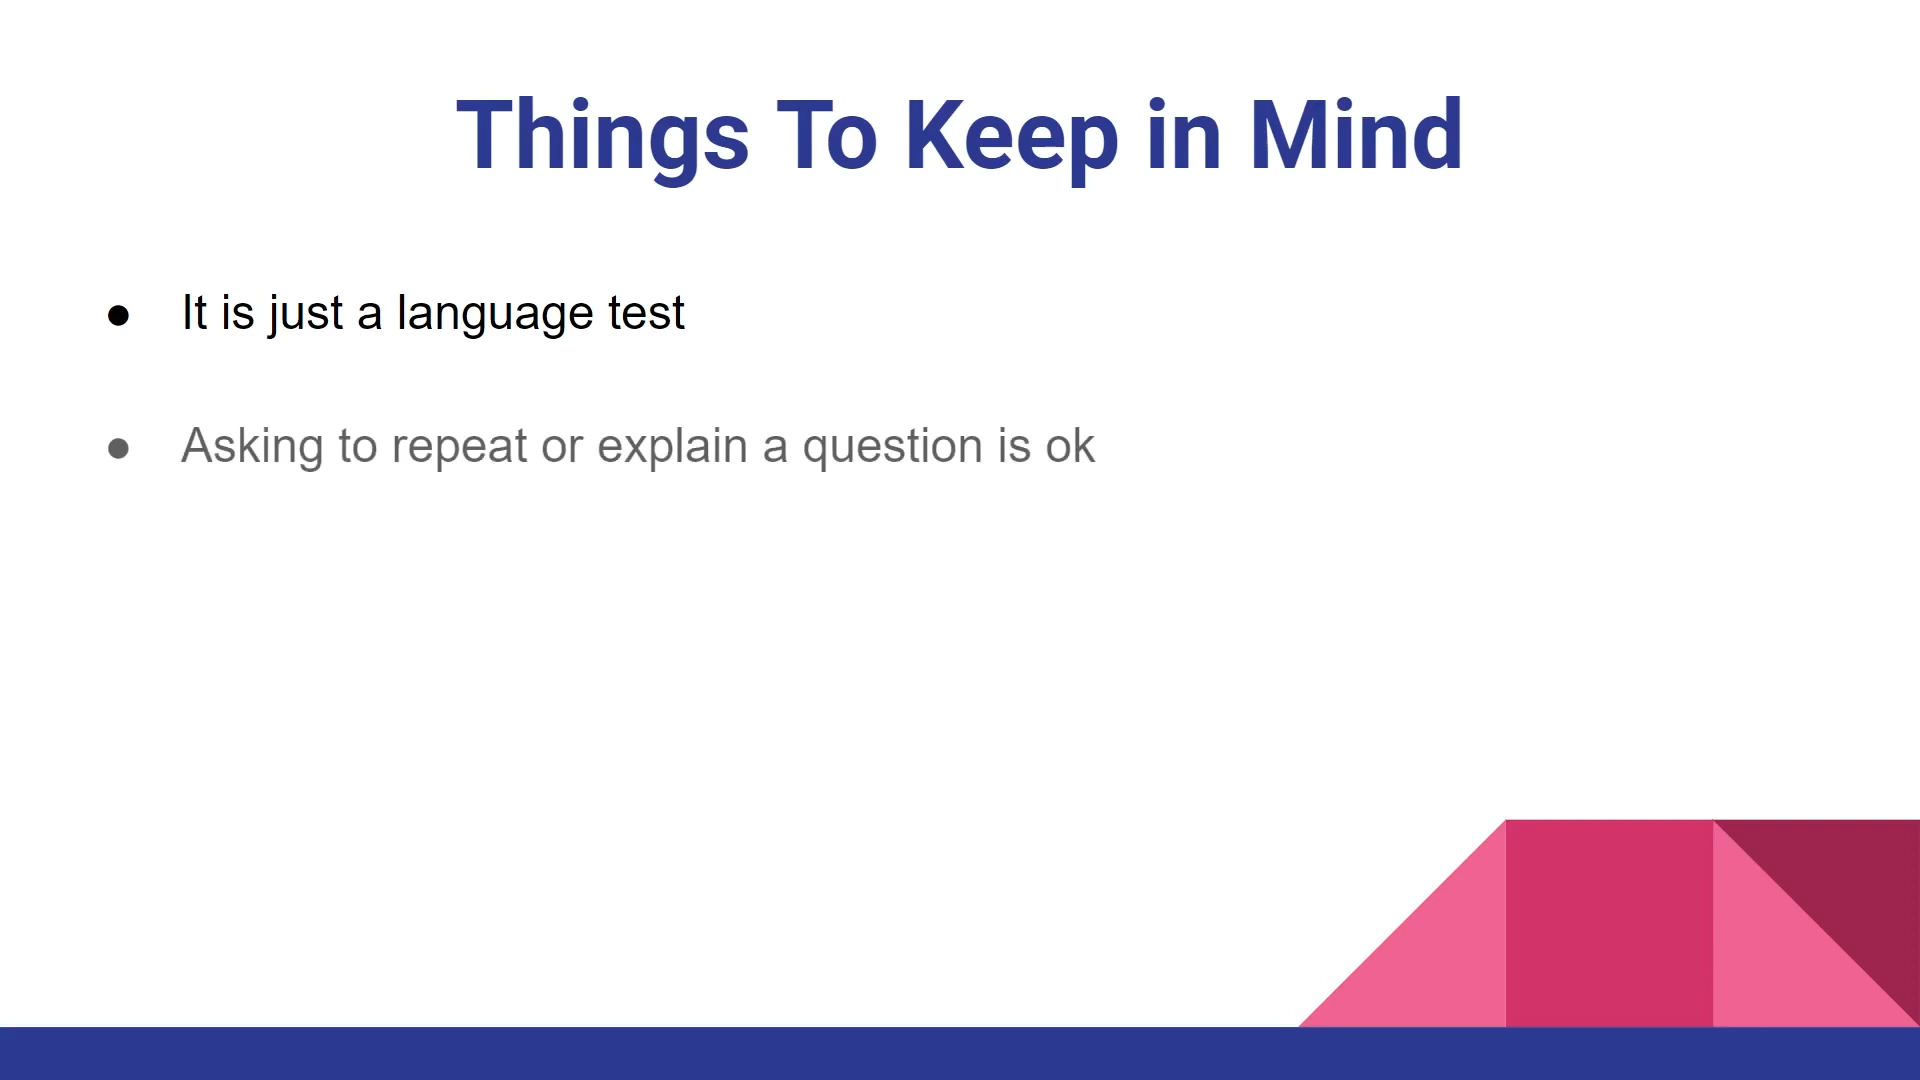 Things To Keep in Mind
● It is just a language test
● Asking to repeat or explain a question is ok